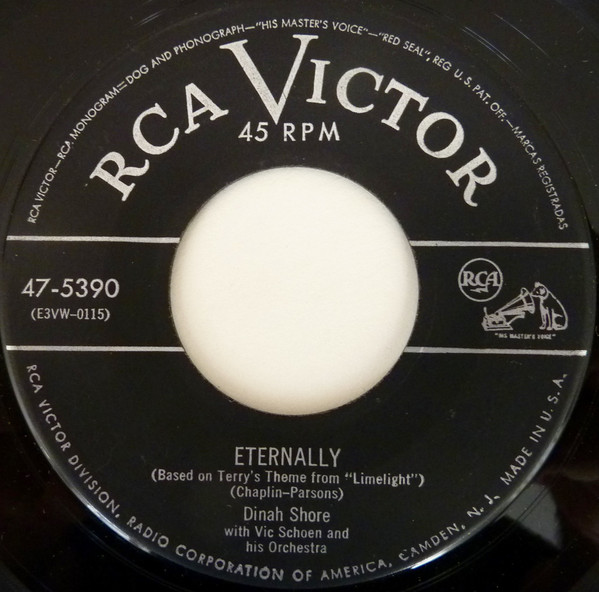 RCA VICTOR—RCA MONOGRAM—DOG AND PHONOGRAPH—"HIS MASTER'S VOICE"—"RED SEAL", REG U.S. PAT. OFF.—MARCAS REGISTRADAS
RCA VICTOR
45 RPM
47-5390
(E3VW-0115)
RCA
"HIS MASTER'S VOICE"
ETERNALLY
(Based on Terry's Theme from "Limelight")
(Chaplin-Parsons)
Dinah Shore
with Vic Schoen and
his Orchestra
RCA VICTOR DIVISION, RADIO CORPORATION OF AMERICA, CAMDEN, N. J. MADE IN U. S. A.